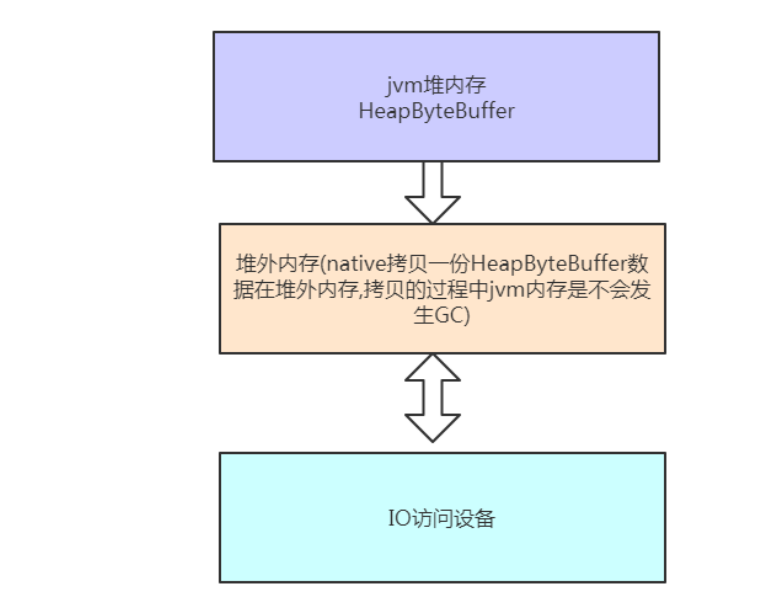 jvm堆内存
HeapByteBuffer
堆外内存(native拷贝一份HeapByteBuffer数
据在堆外内存,拷贝的过程中jvm内存是不会发
生GC)
IO访问设备